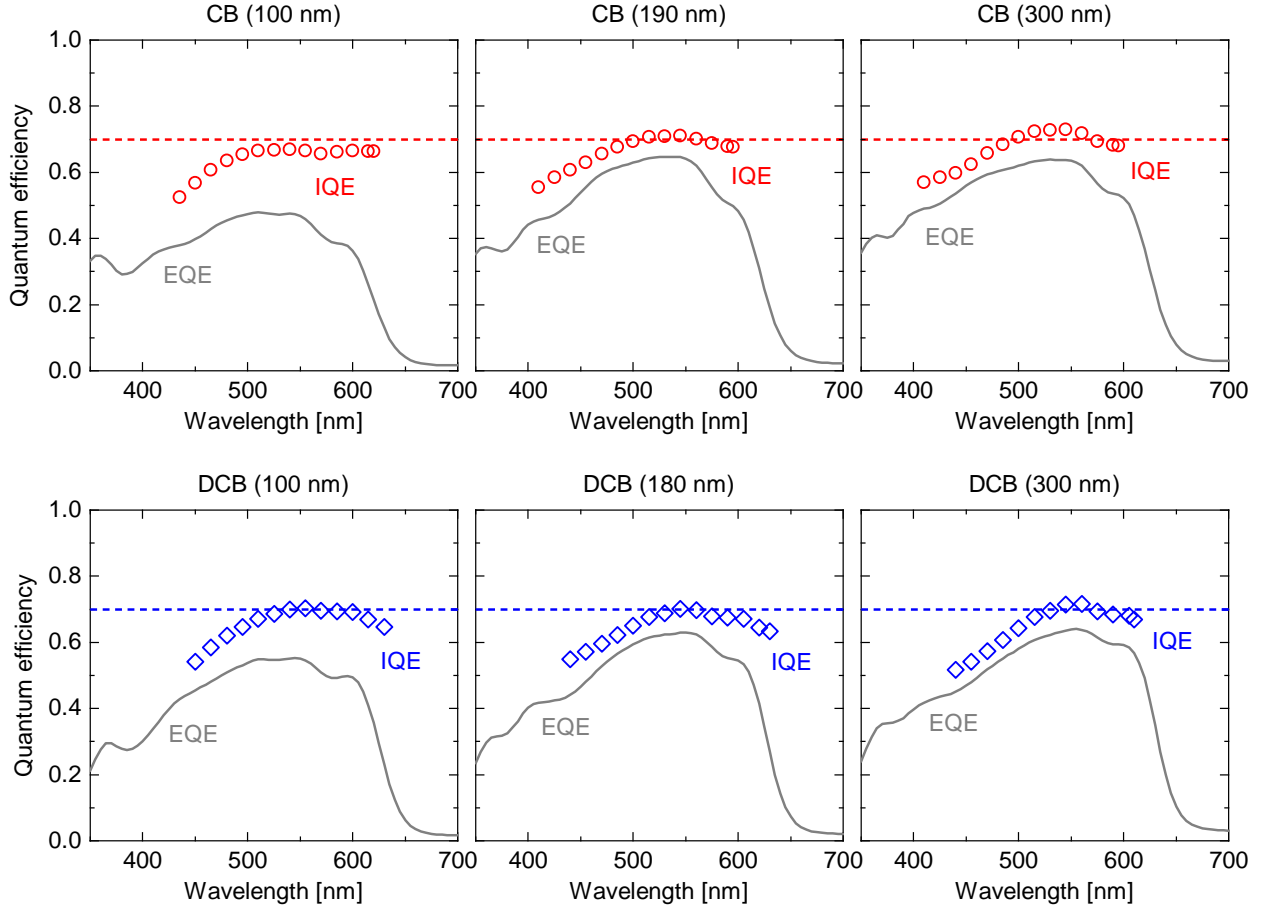 CB (100 nm)
CB (190 nm)
CB (300 nm)
Quantum efficiency
1.0
0.8
0.6
0.4
0.2
0.0
IQE
EQE
IQE
EQE
IQE
EQE
400
500
600
700
400
500
600
700
400
500
600
700
Wavelength [nm]
Wavelength [nm]
Wavelength [nm]
DCB (100 nm)
DCB (180 nm)
DCB (300 nm)
Quantum efficiency
1.0
0.8
0.6
0.4
0.2
0.0
IQE
EQE
IQE
EQE
IQE
EQE
400
500
600
700
400
500
600
700
400
500
600
700
Wavelength [nm]
Wavelength [nm]
Wavelength [nm]